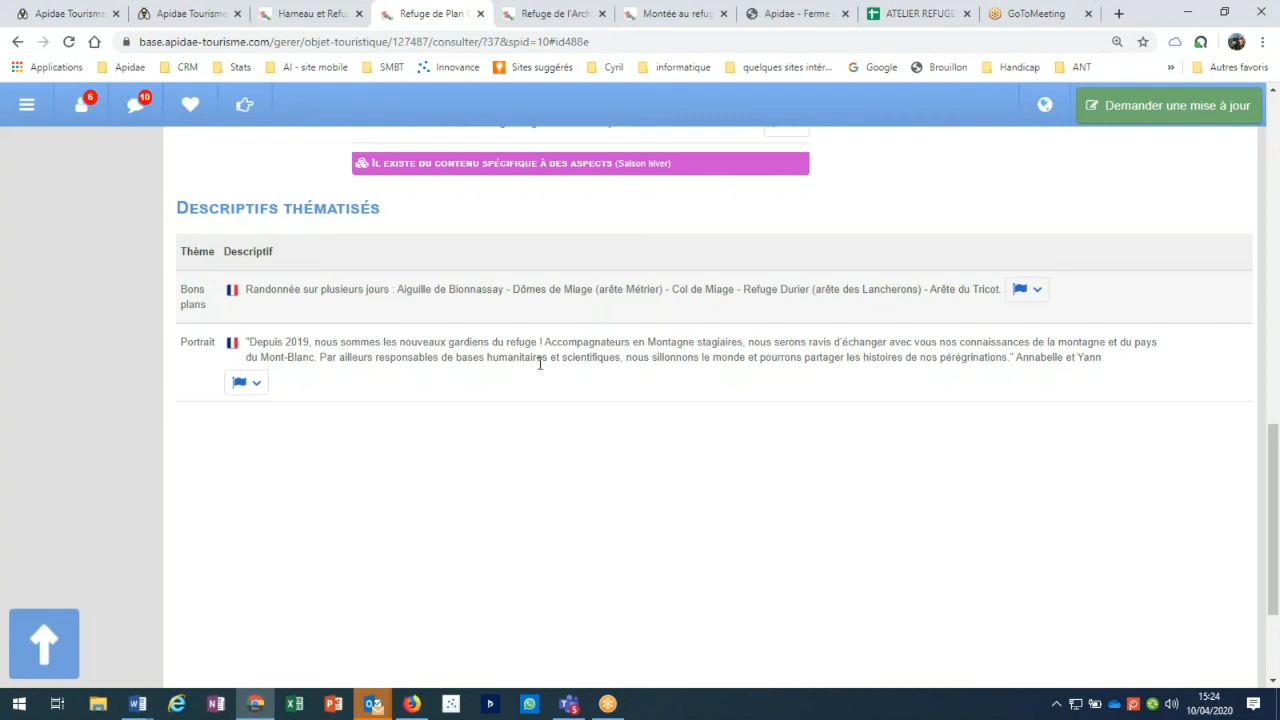 Apidae Tourisme
Apidae Tourisme
Hameau et Refu
Refuge de Plan
Refuge de l'Arch
Montée au refug
Apidae - Ferme
ATELIER REFUGE
GoToMeeting
base.apidae-tourisme.com/gerer/objet-touristique/127487/consulter/?37&spid=10#id488e
Applications
Apidae
CRM
Stats
AI - site mobile
SMBT
Innovance
Sites suggérés
Cyril
informatique
quelques sites intér...
Google
Brouillon
Handicap
ANT
»
Autres favoris
6
10
Demander une mise à jour
Il existe du contenu spécifique à des aspects (Saison hiver)
Descriptifs thématisés
Thème Descriptif
Bons plans
Randonnée sur plusieurs jours : Aiguille de Bionnassay - Dômes de Miage (arête Métrier) - Col de Miage - Refuge Durier (arête des Lancherons) - Arête du Tricot.
Portrait
"Depuis 2019, nous sommes les nouveaux gardiens du refuge ! Accompagnateurs en Montagne stagiaires, nous serons ravis d'échanger avec vous nos connaissances de la montagne et du pays
du Mont-Blanc. Par ailleurs responsables de bases humanitaires et scientifiques, nous sillonnons le monde et pourrons partager les histoires de nos pérégrinations." Annabelle et Yann
15:24
10/04/2020